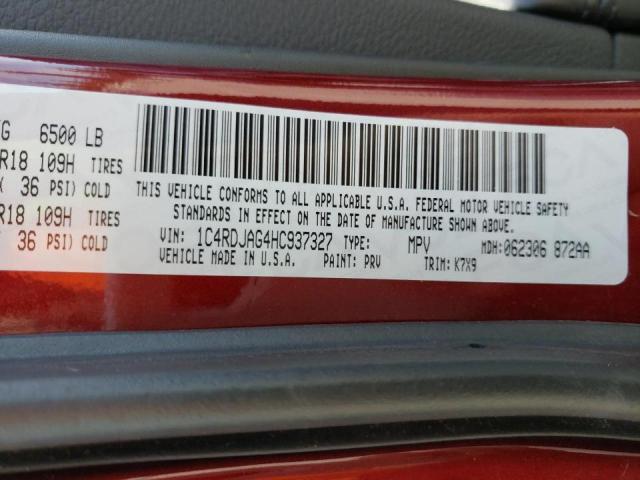 6500 LB
R18 109H TIRES
36 PSI) COLD
R18 109H TIRES
36 PSI) COLD
THIS VEHICLE CONFORMS TO ALL APPLICABLE U.S.A. FEDERAL MOTOR VEHICLE SAFETY
STANDARDS IN EFFECT ON THE DATE OF MANUFACTURE SHOWN ABOVE.
VIN: 1C4RDJAG4HC937327 TYPE: MPV MDH: 062306 872AA
VEHICLE MADE IN U.S.A. PAINT: PRV TRIM: K7X9